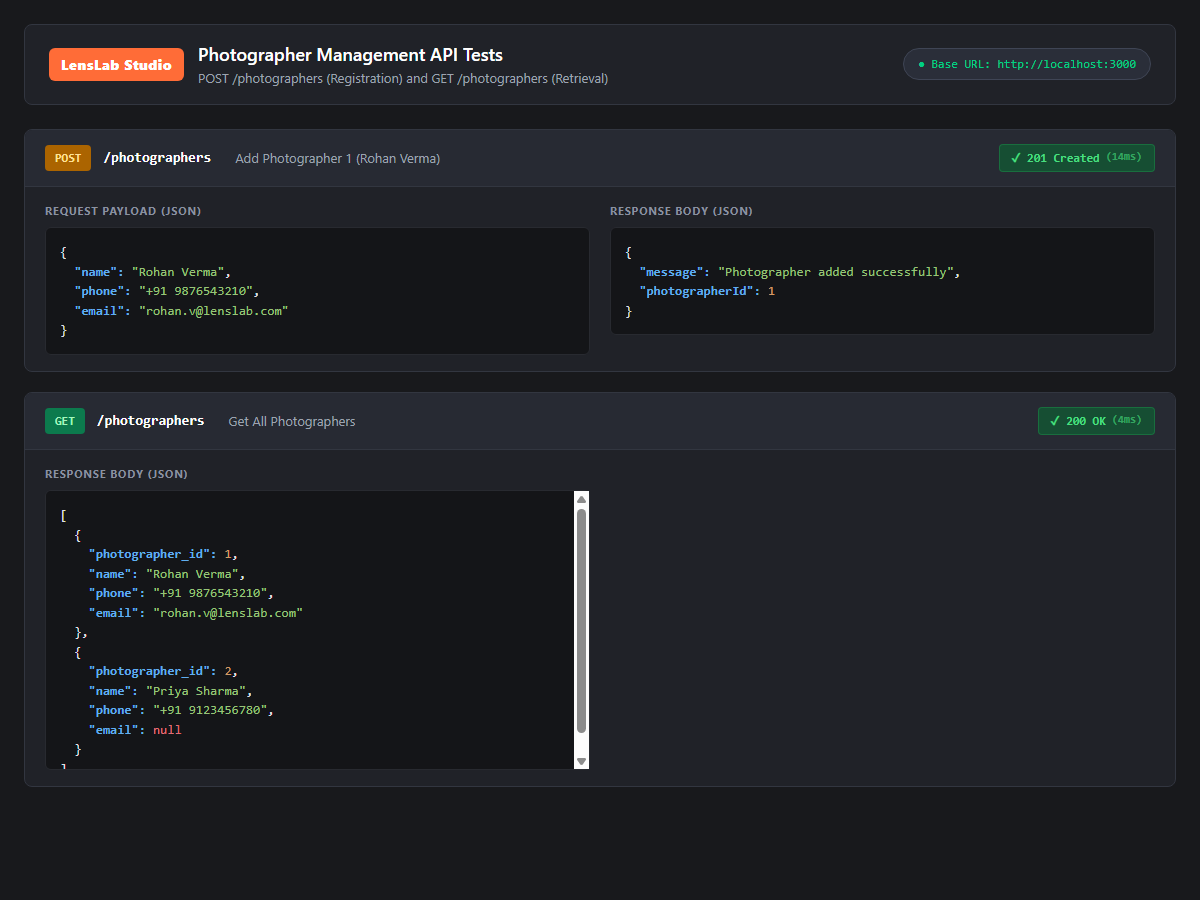 LensLab Studio
Photographer Management API Tests
POST /photographers (Registration) and GET /photographers (Retrieval)
● Base URL: http://localhost:3000
POST /photographers Add Photographer 1 (Rohan Verma)
✓ 201 Created (14ms)
REQUEST PAYLOAD (JSON)
{
  "name": "Rohan Verma",
  "phone": "+91 9876543210",
  "email": "rohan.v@lenslab.com"
}
RESPONSE BODY (JSON)
{
  "message": "Photographer added successfully",
  "photographerId": 1
}
GET /photographers Get All Photographers
✓ 200 OK (4ms)
RESPONSE BODY (JSON)
[
  {
    "photographer_id": 1,
    "name": "Rohan Verma",
    "phone": "+91 9876543210",
    "email": "rohan.v@lenslab.com"
  },
  {
    "photographer_id": 2,
    "name": "Priya Sharma",
    "phone": "+91 9123456780",
    "email": null
  }
]